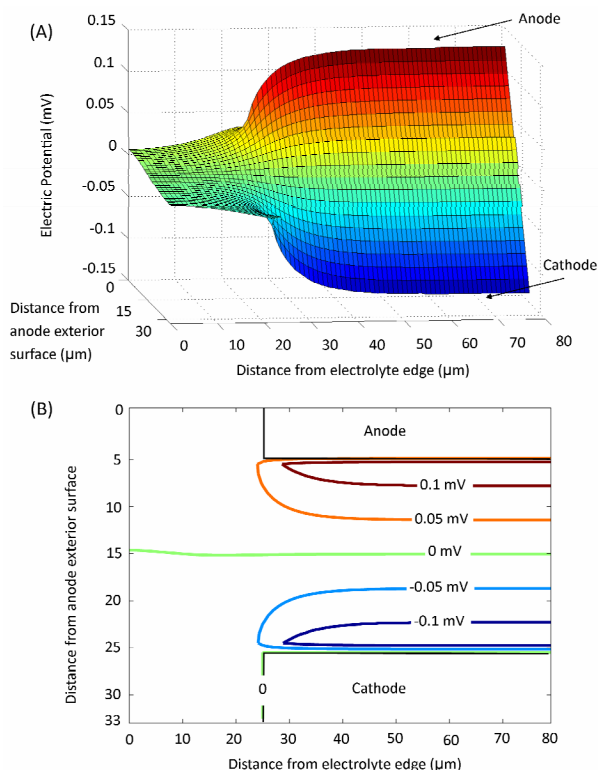 (A)
0.15
0.1
0.05
0
-0.05
-0.1
-0.15
Electric Potential (mV)
Anode
Cathode
0
15
30
Distance from
anode exterior
surface (µm)
0
10
20
30
40
50
60
70
80
Distance from electrolyte edge (µm)
(B)
0
5
10
15
20
25
30
33
Distance from anode exterior surface
Anode
0.1 mV
0.05 mV
0 mV
-0.05 mV
-0.1 mV
0
Cathode
0
10
20
30
40
50
60
70
80
Distance from electrolyte edge (µm)